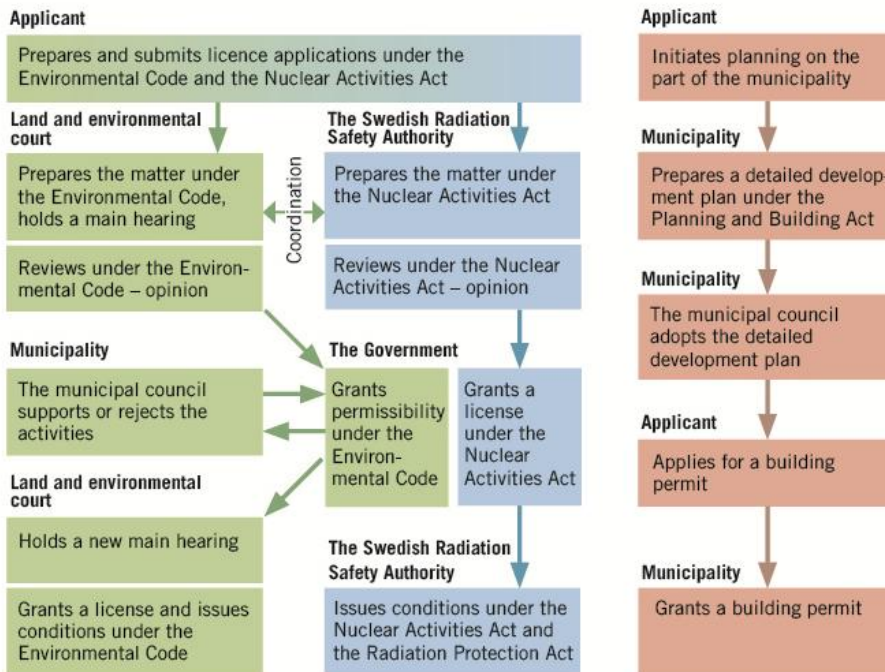 Applicant
Prepares and submits licence applications under the
Environmental Code and the Nuclear Activities Act
Land and environmental
court
Prepares the matter under
the Environmental Code,
holds a main hearing
Reviews under the Environ-
mental Code – opinion
Coordination
The Swedish Radiation
Safety Authority
Prepares the matter under
the Nuclear Activities Act
Reviews under the Nuclear
Activities Act – opinion
Municipality
The municipal council
supports or rejects the
activities
The Government
Grants
permissibility
under the
Environ-
mental Code
Grants a
license
under the
Nuclear
Activities Act
Land and environmental
court
Holds a new main hearing
Grants a license and issues
conditions under the
Environmental Code
The Swedish Radiation
Safety Authority
Issues conditions under the
Nuclear Activities Act and
the Radiation Protection Act
Applicant
Initiates planning on the
part of the municipality
Municipality
Prepares a detailed develop-
ment plan under the
Planning and Building Act
Municipality
The municipal council
adopts the detailed
development plan
Applicant
Applies for a building
permit
Municipality
Grants a building permit